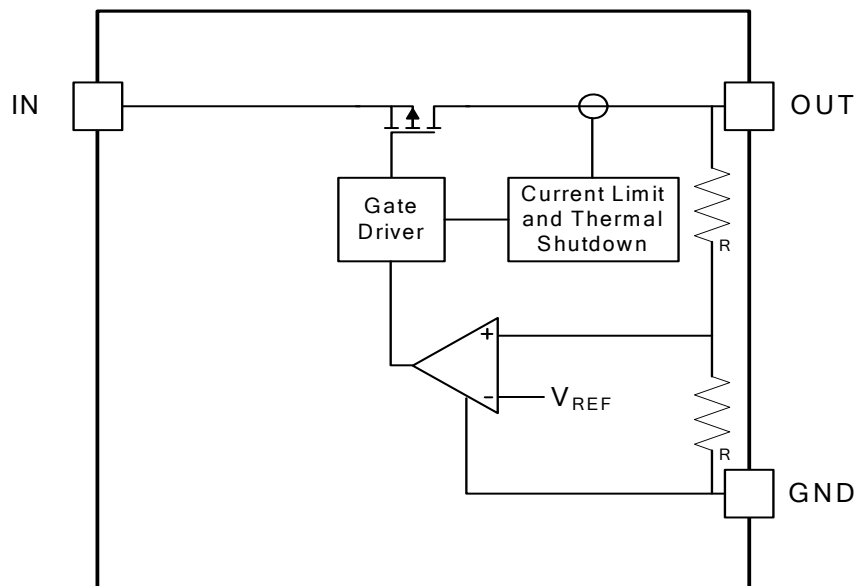 IN
OUT
Gate
Driver
Current Limit
and Thermal
Shutdown
R
+
-
VREF
R
GND